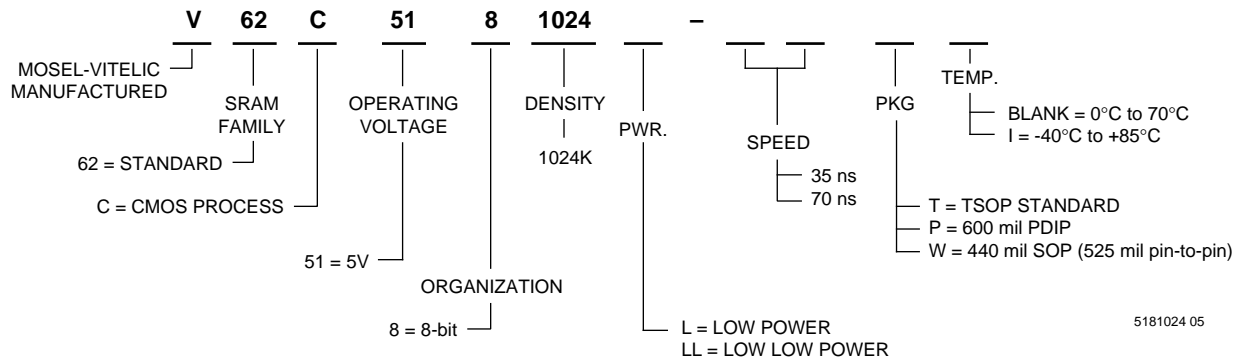 V 62 C 51 8 1024 –
MOSEL-VITELIC
MANUFACTURED
SRAM
FAMILY
62 = STANDARD
C = CMOS PROCESS
OPERATING
VOLTAGE
51 = 5V
ORGANIZATION
8 = 8-bit
DENSITY
1024K
PWR.
L = LOW POWER
LL = LOW LOW POWER
SPEED
35 ns
70 ns
PKG
T = TSOP STANDARD
P = 600 mil PDIP
W = 440 mil SOP (525 mil pin-to-pin)
TEMP.
BLANK = 0°C to 70°C
I = -40°C to +85°C
5181024 05